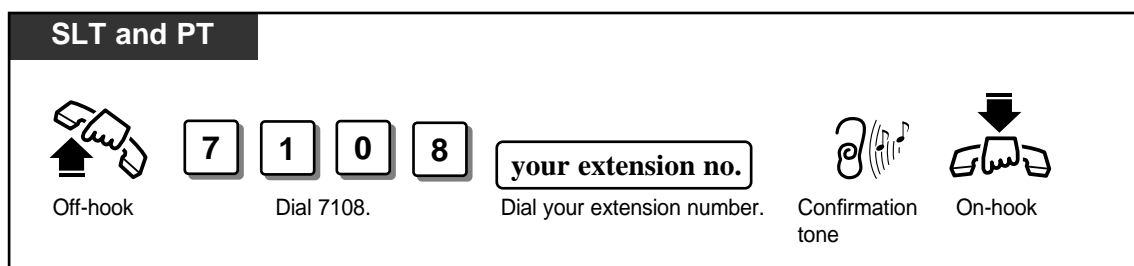 SLT and PT
7 1 0 8 your extension no.
Off-hook Dial 7108. Dial your extension number. Confirmation On-hook
tone